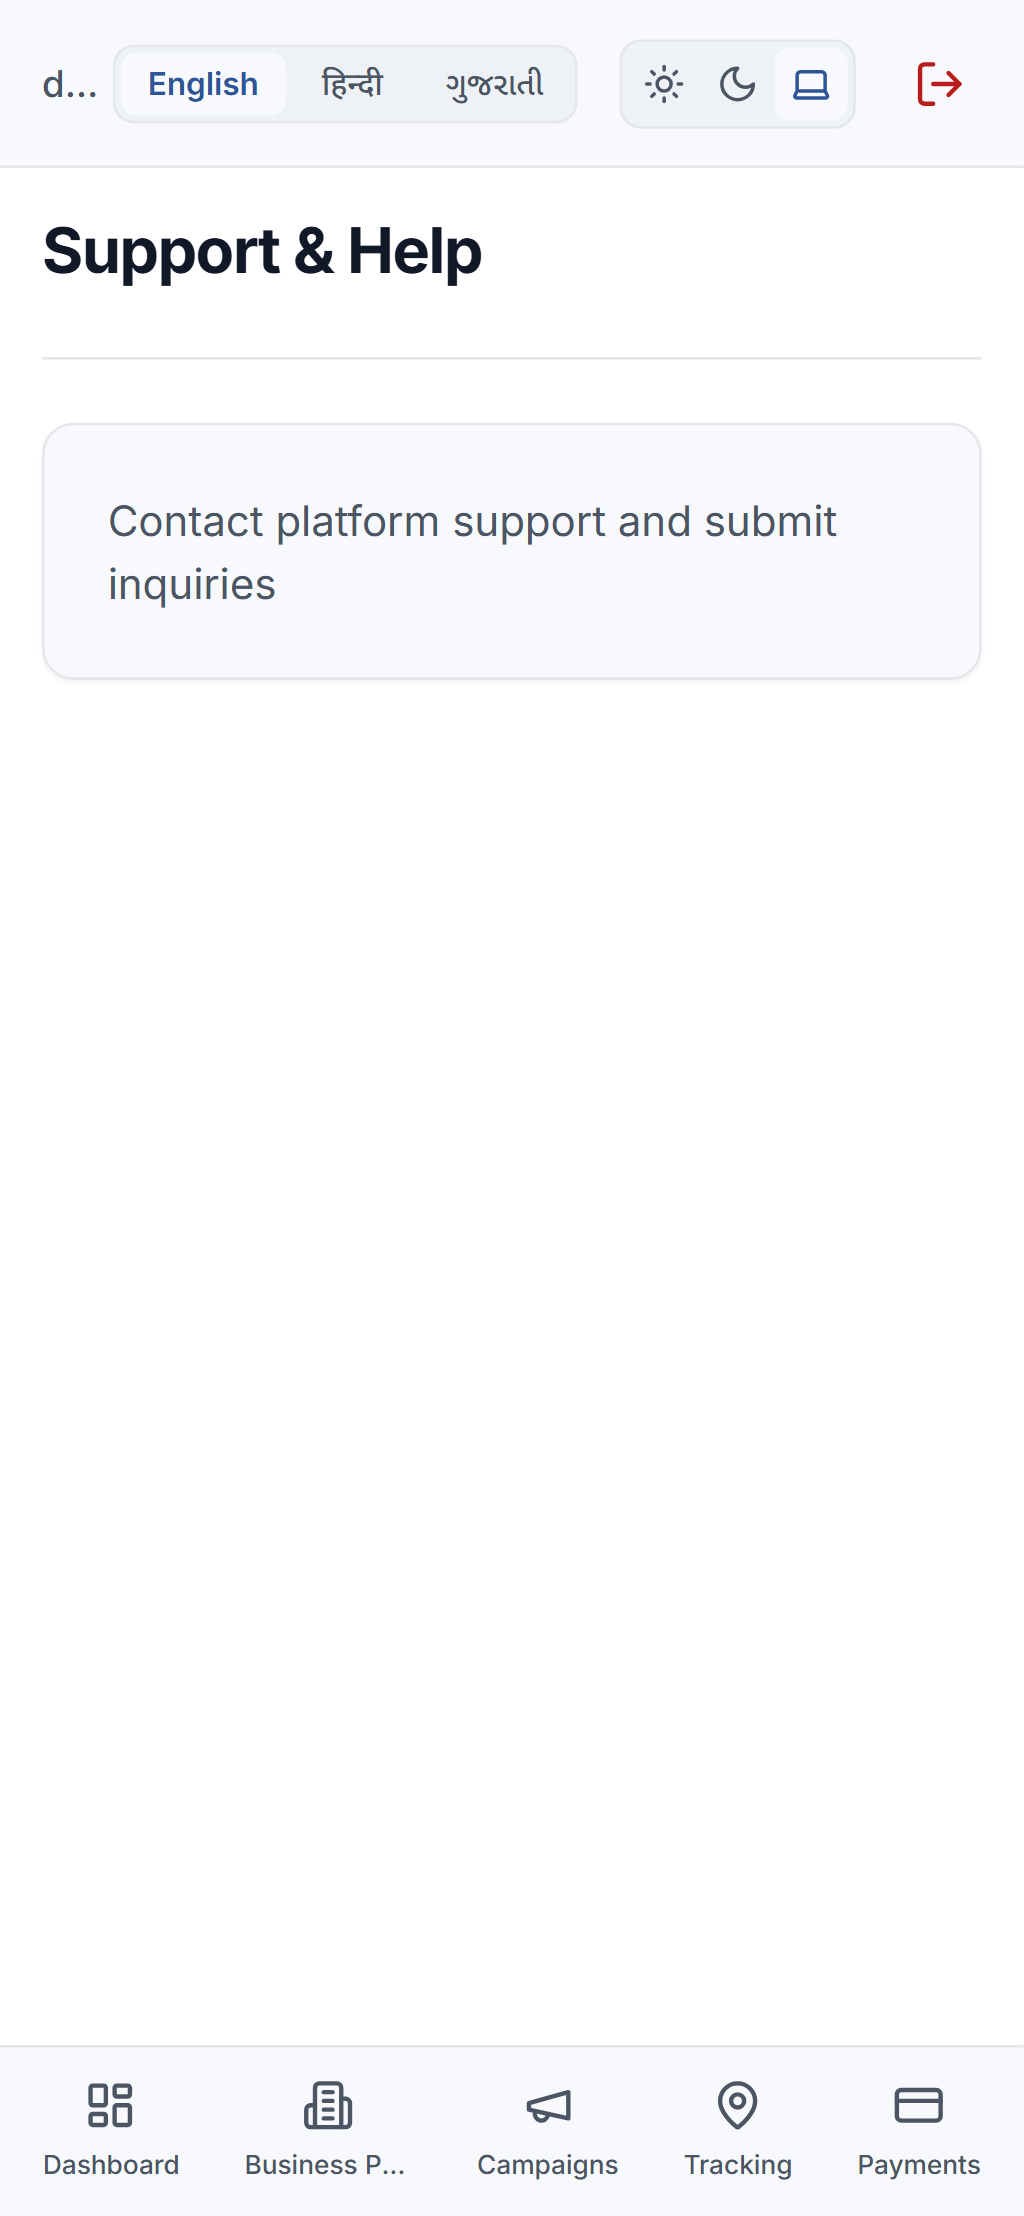 d...
English
हिन्दी
ગુજરાતી
Support & Help
Contact platform support and submit
inquiries
Dashboard
Business P...
Campaigns
Tracking
Payments